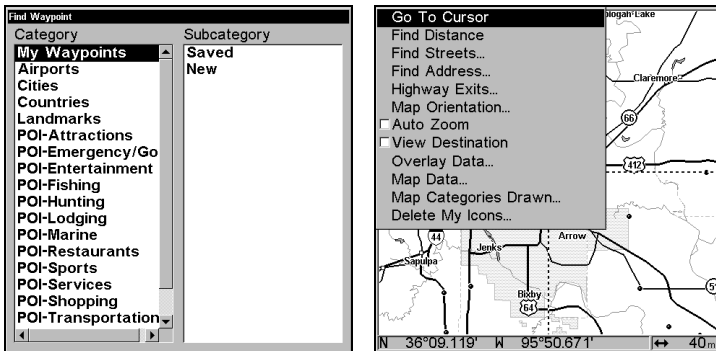 Find Waypoint
Category
Subcategory
My Waypoints
Airports
Cities
Countries
Landmarks
POI-Attractions
POI-Emergency/Go
POI-Entertainment
POI-Fishing
POI-Hunting
POI-Lodging
POI-Marine
POI-Restaurants
POI-Sports
POI-Services
POI-Shopping
POI-Transportation
Saved
New
Go To Cursor
Find Distance
Find Streets...
Find Address...
Highway Exits...
Map Orientation...
Auto Zoom
View Destination
Overlay Data...
Map Data...
Map Categories Drawn...
Delete My Icons...
Lake
Claremore
66
412
44
Jenks
Arrow
Sapulpa
Bixby
64
N 36°09.119' W 95°50.671' ↔ 40m